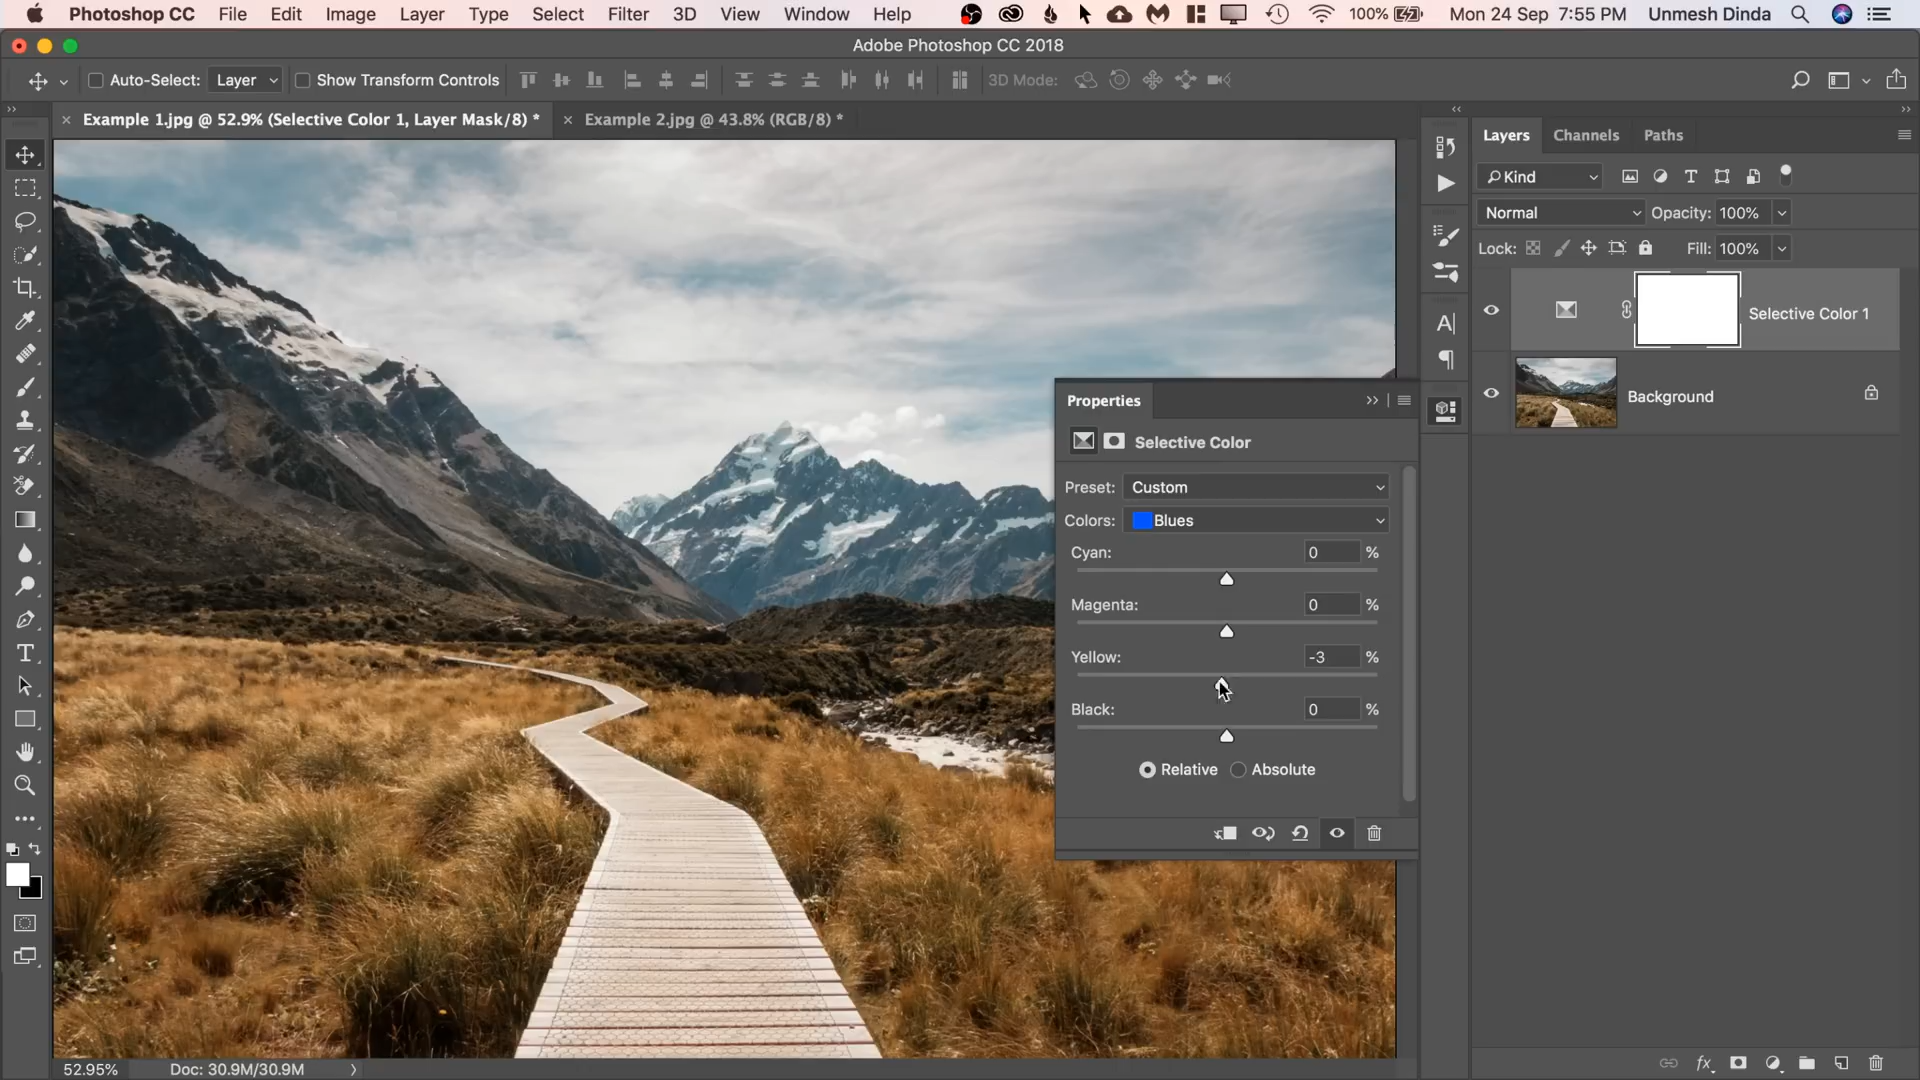 Photoshop CC File Edit Image Layer Type Select Filter 3D View Window Help 100% Mon 24 Sep 7:55 PM Unmesh Dinda
Adobe Photoshop CC 2018
Auto-Select: Layer Show Transform Controls 3D Mode:
Example 1.jpg @ 52.9% (Selective Color 1, Layer Mask/8) * Example 2.jpg @ 43.8% (RGB/8) *
Layers Channels Paths
Kind
Normal Opacity: 100%
Lock: Fill: 100%
Selective Color 1
Background
Properties
Selective Color
Preset: Custom
Colors: Blues
Cyan: 0 %
Magenta: 0 %
Yellow: -3 %
Black: 0 %
Relative Absolute
52.95% Doc: 30.9M/30.9M